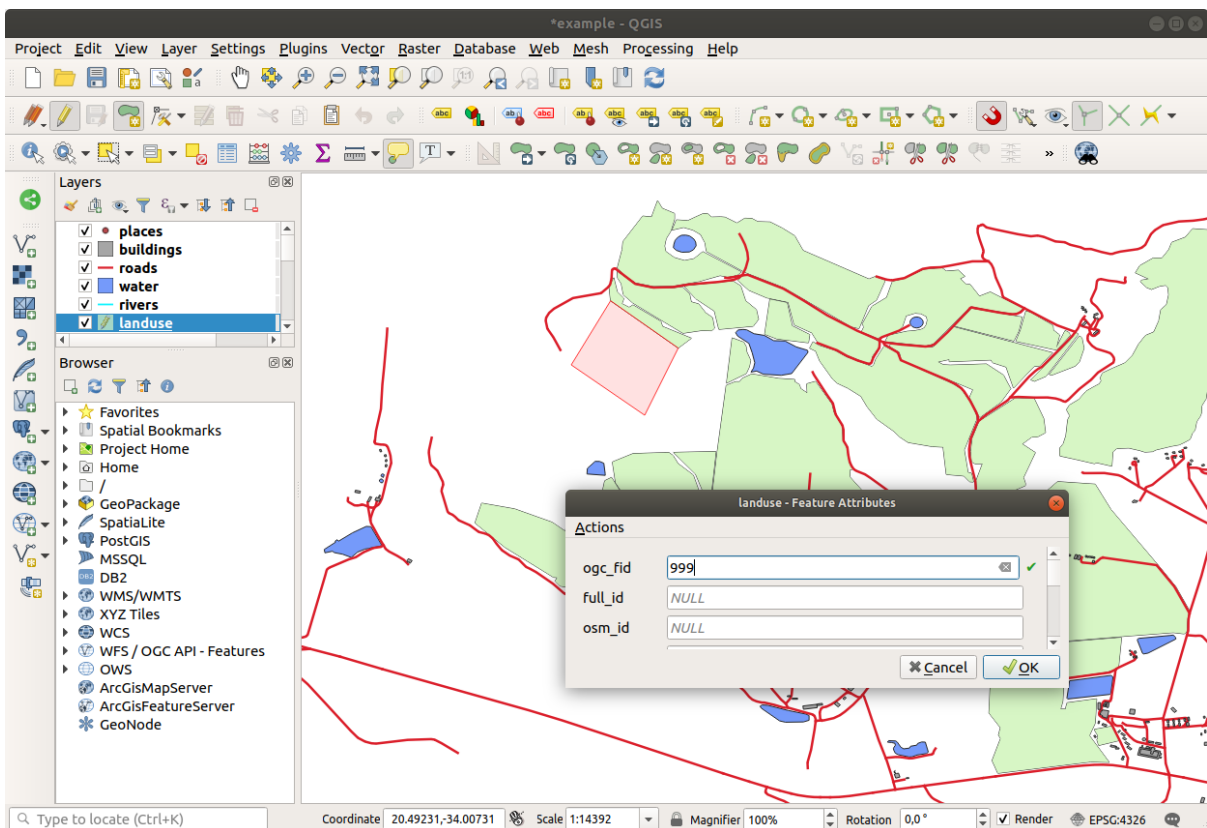 *example - QGIS
Project Edit View Layer Settings Plugins Vector Raster Database Web Mesh Processing Help
Layers
places
buildings
roads
water
rivers
landuse
Browser
Favorites
Spatial Bookmarks
Project Home
Home
/
GeoPackage
SpatiaLite
PostGIS
MSSQL
DB2
WMS/WMTS
XYZ Tiles
WCS
WFS / OGC API - Features
OWS
ArcGisMapServer
ArcGisFeatureServer
GeoNode
landuse - Feature Attributes
Actions
ogc_fid 999
full_id NULL
osm_id NULL
Cancel OK
Type to locate (Ctrl+K) Coordinate 20.49231,-34.00731 Scale 1:14392 Magnifier 100% Rotation 0,0 ° Render EPSG:4326